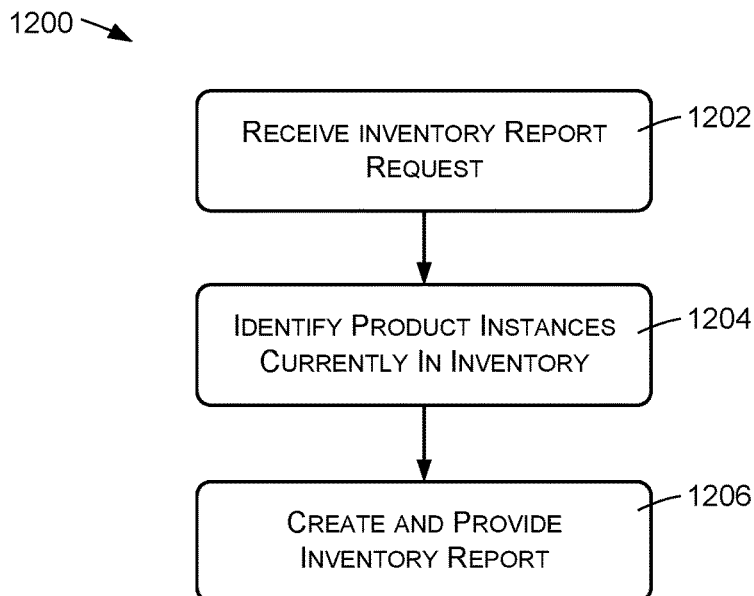 1200
RECEIVE INVENTORY REPORT
REQUEST
1202
IDENTIFY PRODUCT INSTANCES
CURRENTLY IN INVENTORY
1204
CREATE AND PROVIDE
INVENTORY REPORT
1206